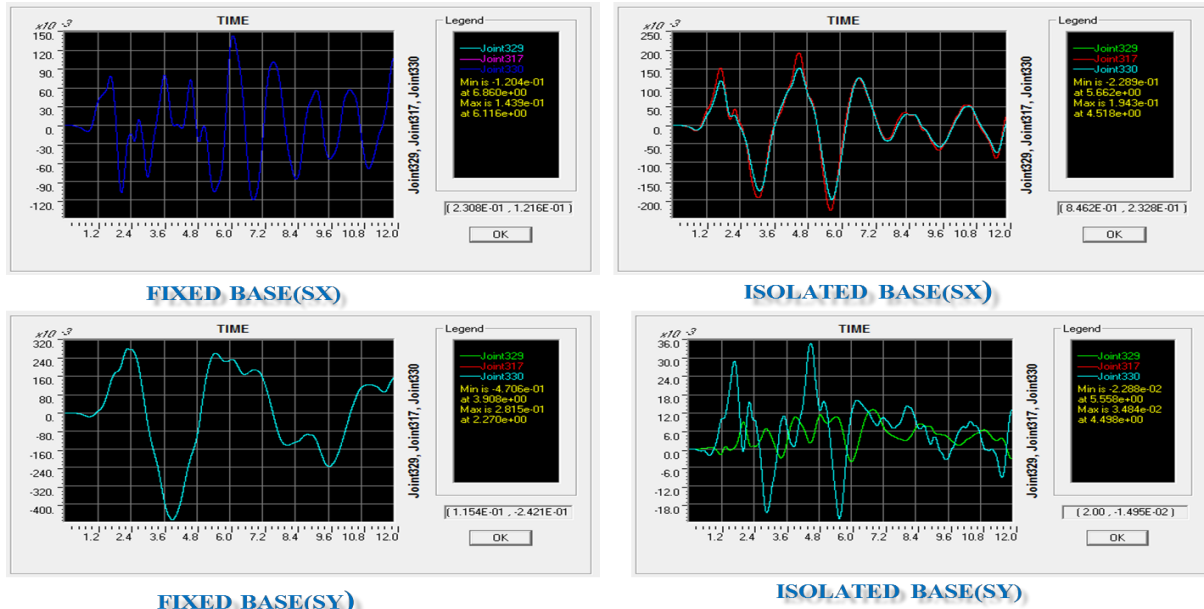 TIME
x10 -3
150.
120.
90.
60.
30.
0.
-30.
-60.
-90.
-120.
1.2 2.4 3.6 4.8 6.0 7.2 8.4 9.6 10.8 12.0
Joint329, Joint317, Joint330
Legend
Joint329
Joint317
Joint330
Min is -1.204e-01
at 6.860e+00
Max is 1.439e-01
at 6.116e+00
( 2.308E-01 , 1.216E-01 )
OK
FIXED BASE(SX)
TIME
x10 -3
250.
200.
150.
100.
50.
0.
-50.
-100.
-150.
-200.
1.2 2.4 3.6 4.8 6.0 7.2 8.4 9.6 10.8 12.0
Joint329, Joint317, Joint330
Legend
Joint329
Joint317
Joint330
Min is -2.289e-01
at 5.662e+00
Max is 1.943e-01
at 4.518e+00
( 8.462E-01 , 2.328E-01 )
OK
ISOLATED BASE(SX)
TIME
x10 -3
320.
240.
160.
80.
0.
-80.
-160.
-240.
-320.
-400.
1.2 2.4 3.6 4.8 6.0 7.2 8.4 9.6 10.8 12.0
Joint329, Joint317, Joint330
Legend
Joint329
Joint317
Joint330
Min is -4.706e-01
at 3.908e+00
Max is 2.815e-01
at 2.270e+00
( 1.154E-01 , -2.421E-01
OK
FIXED BASE(SY)
TIME
x10 -3
36.0
30.0
24.0
18.0
12.0
6.0
0.0
-6.0
-12.0
-18.0
1.2 2.4 3.6 4.8 6.0 7.2 8.4 9.6 10.8 12.0
Joint329, Joint317, Joint330
Legend
Joint329
Joint317
Joint330
Min is -2.288e-02
at 5.558e+00
Max is 3.484e-02
at 4.498e+00
( 2.00 , -1.495E-02 )
OK
ISOLATED BASE(SY)